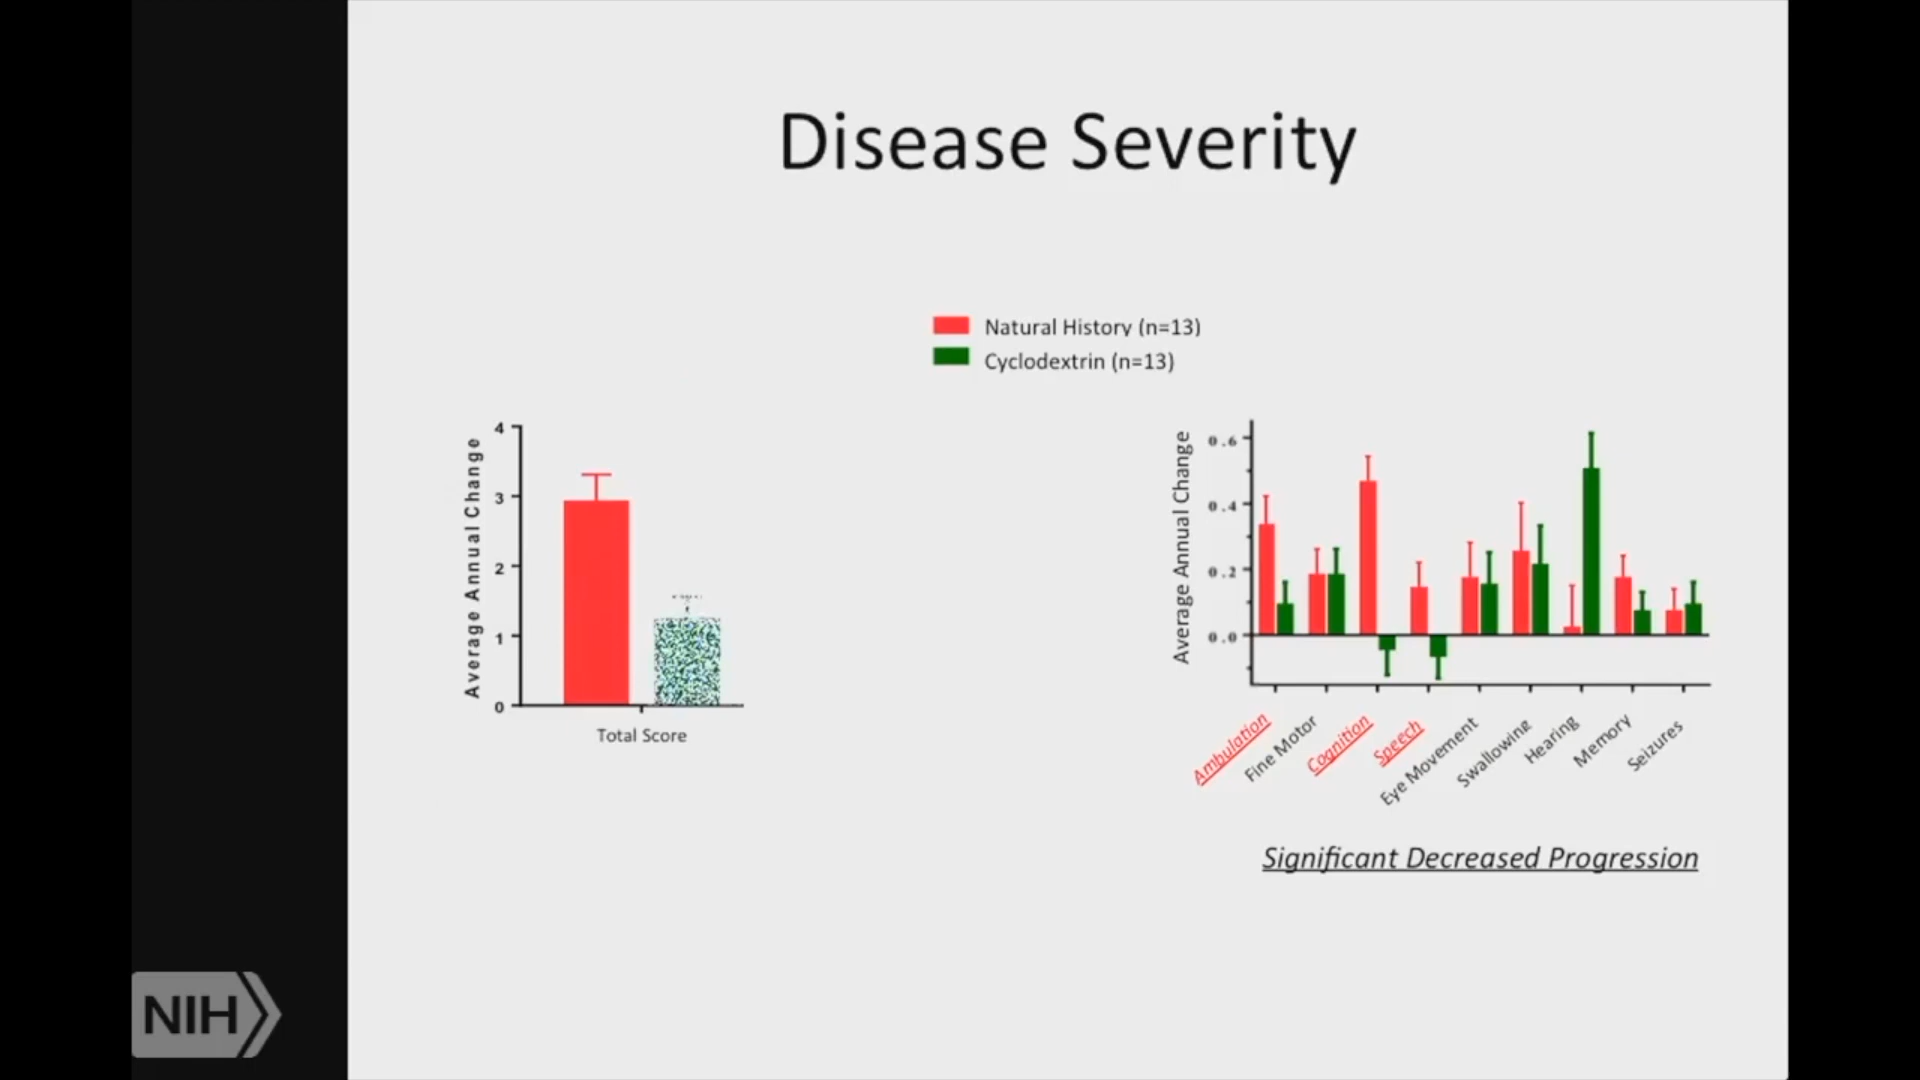 Disease Severity
Natural History (n=13)
Cyclodextrin (n=13)
Average Annual Change
4
3
2
1
0
Total Score
Average Annual Change
0.6
0.4
0.2
0.0
Ambulation
Fine Motor
Cognition
Speech
Eye Movement
Swallowing
Hearing
Memory
Seizures
Significant Decreased Progression
NIH